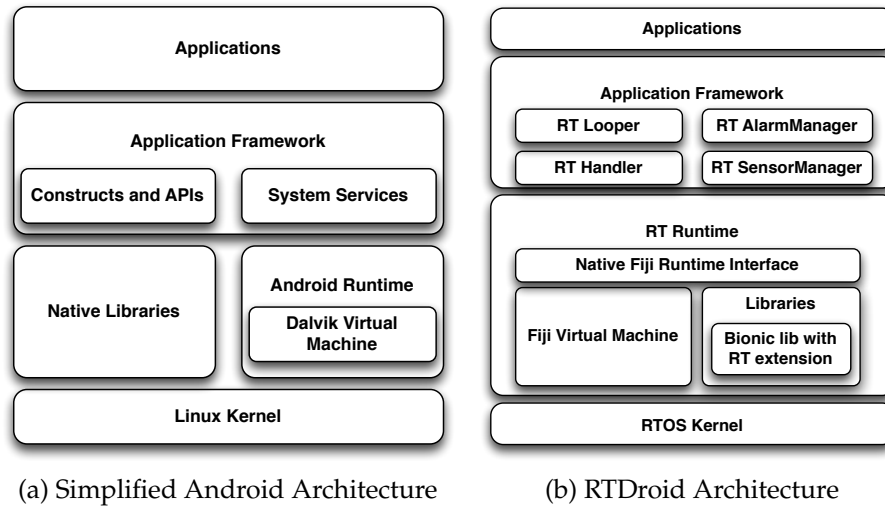 Applications
Application Framework
Constructs and APIs
System Services
Native Libraries
Android Runtime
Dalvik Virtual
Machine
Linux Kernel
(a) Simplified Android Architecture
Applications
Application Framework
RT Looper
RT AlarmManager
RT Handler
RT SensorManager
RT Runtime
Native Fiji Runtime Interface
Fiji Virtual Machine
Libraries
Bionic lib with
RT extension
RTOS Kernel
(b) RTDroid Architecture